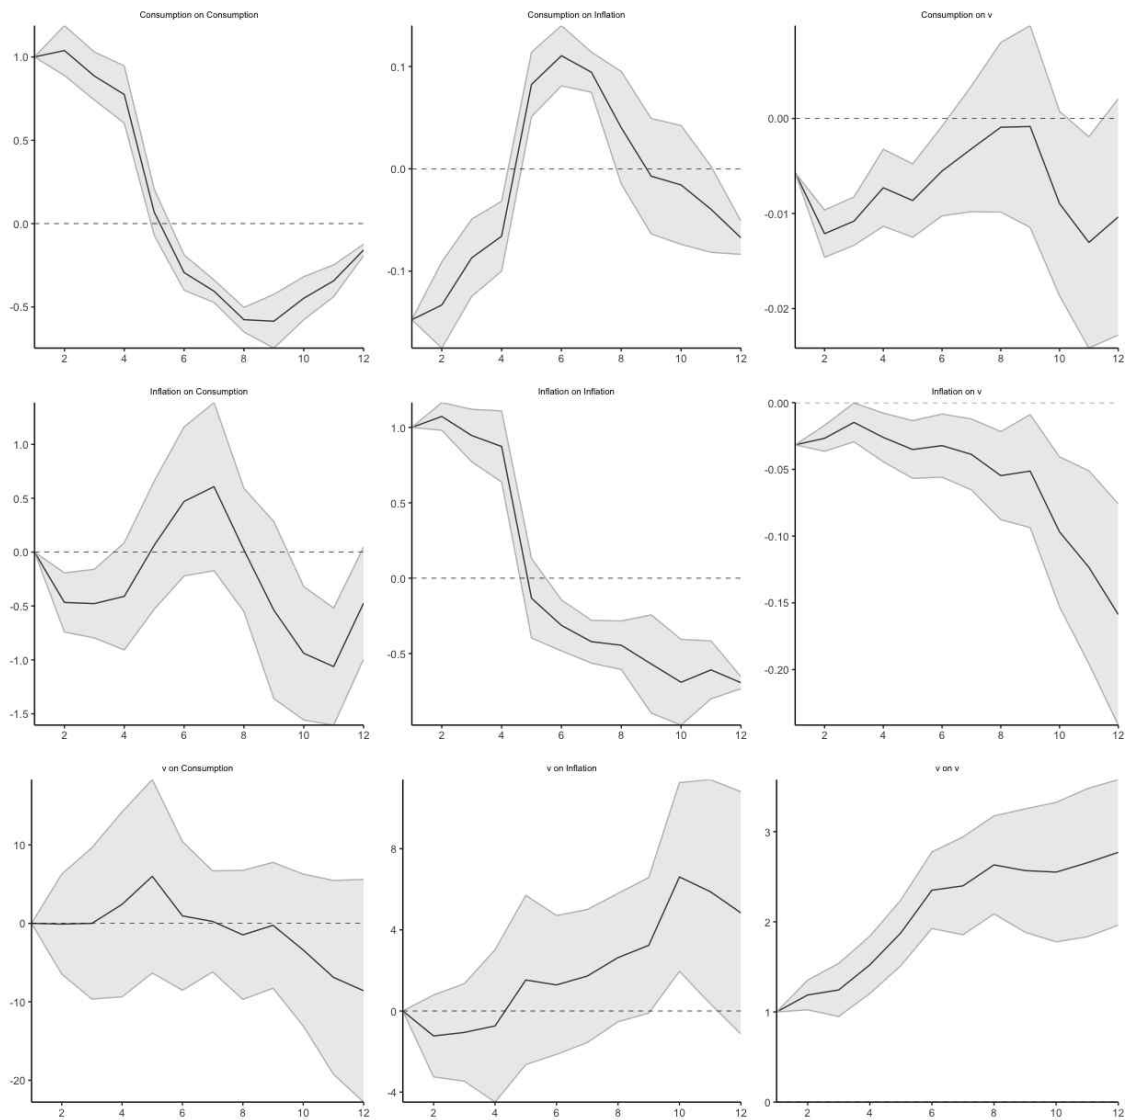 Consumption on Consumption
1.0
0.5
0.0
-0.5
2 4 6 8 10 12
Consumption on Inflation
0.1
0.0
-0.1
2 4 6 8 10 12
Consumption on v
0.00
-0.01
-0.02
2 4 6 8 10 12
Inflation on Consumption
1.0
0.5
0.0
-0.5
-1.0
-1.5
2 4 6 8 10 12
Inflation on Inflation
1.0
0.5
0.0
-0.5
2 4 6 8 10 12
Inflation on v
0.00
-0.05
-0.10
-0.15
-0.20
2 4 6 8 10 12
v on Consumption
10
0
-10
-20
2 4 6 8 10 12
v on Inflation
8
4
0
-4
2 4 6 8 10 12
v on v
3
2
1
0
2 4 6 8 10 12